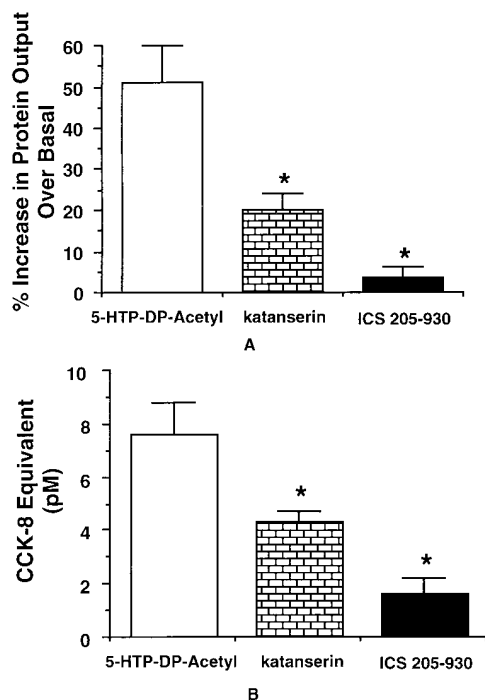 % Increase in Protein Output
Over Basal
60
50
40
30
20
10
0
*
*
5-HTP-DP-Acetyl katanserin ICS 205-930
A
CCK-8 Equivalent
(pM)
10
8
6
4
2
0
*
*
5-HTP-DP-Acetyl katanserin ICS 205-930
B